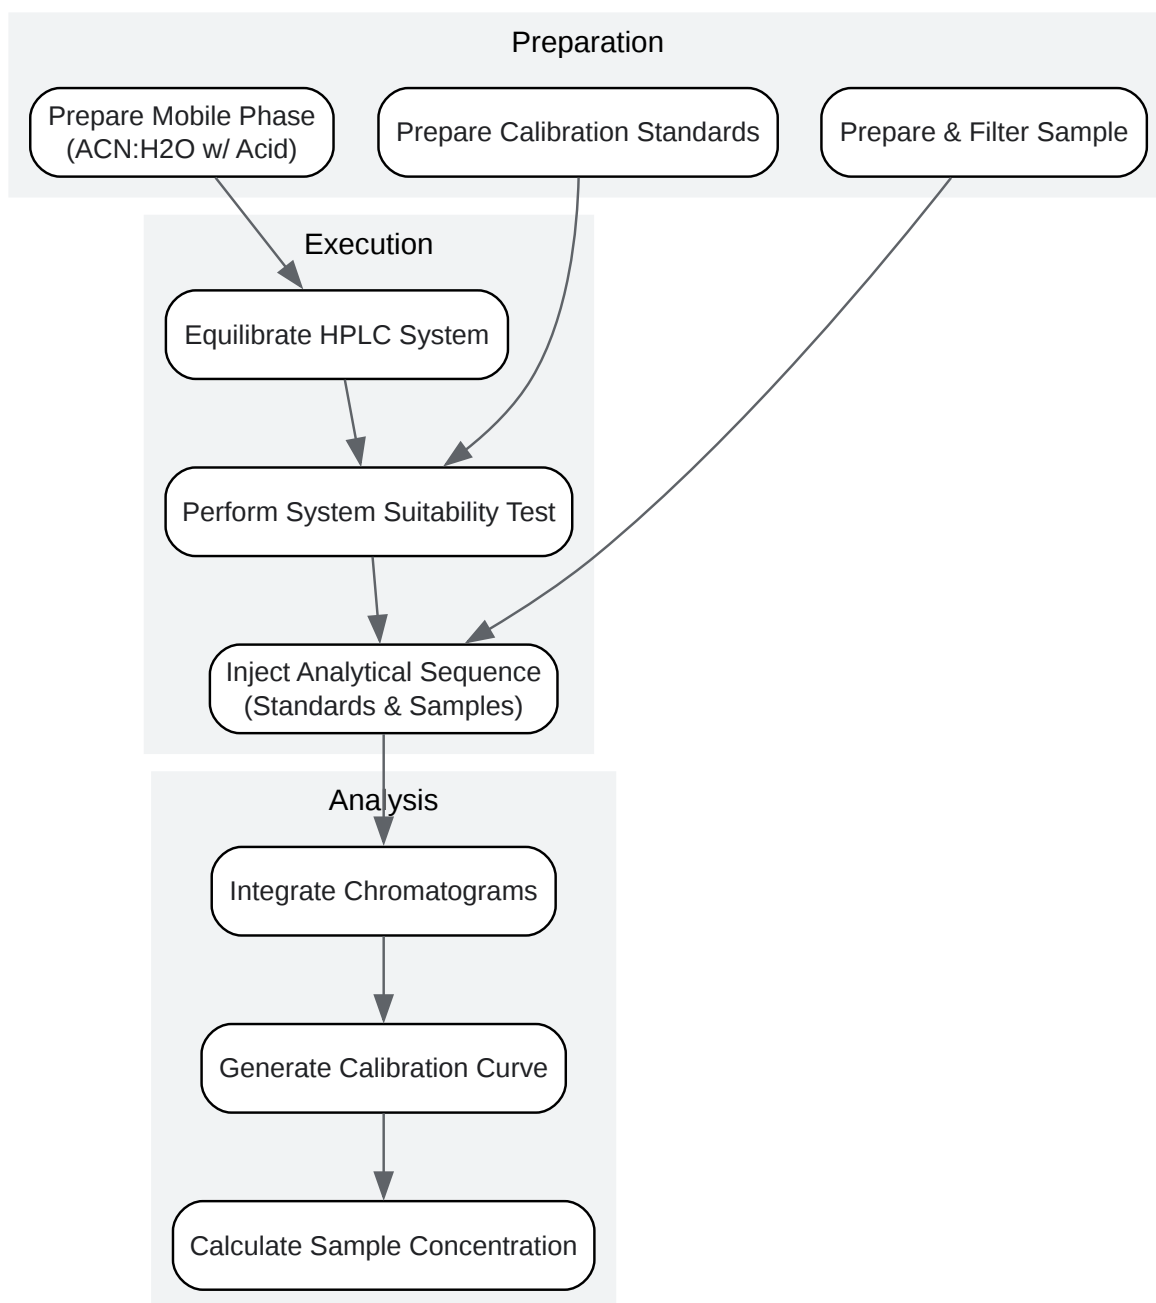 Preparation
Prepare Mobile Phase
(ACN:H2O w/ Acid)
Prepare Calibration Standards
Prepare & Filter Sample
Execution
Equilibrate HPLC System
Perform System Suitability Test
Inject Analytical Sequence
(Standards & Samples)
Analysis
Integrate Chromatograms
Generate Calibration Curve
Calculate Sample Concentration